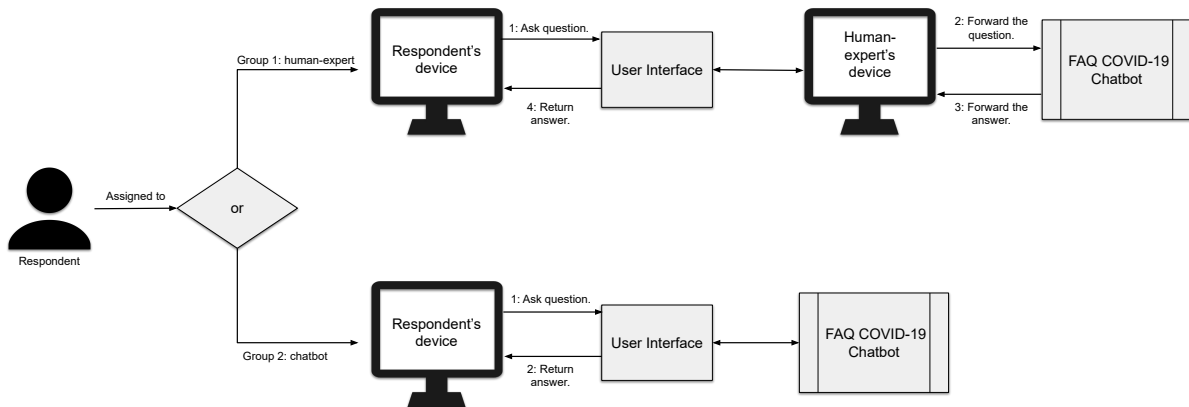 1: Ask question.
2: Forward the
question.
Respondent's
device
User Interface
Human-
expert's
device
FAQ COVID-19
Chatbot
Group 1: human-expert
4: Return
answer.
3: Forward the
answer.
Assigned to
or
Respondent
1: Ask question.
Respondent's
device
User Interface
FAQ COVID-19
Chatbot
Group 2: chatbot
2: Return
answer.